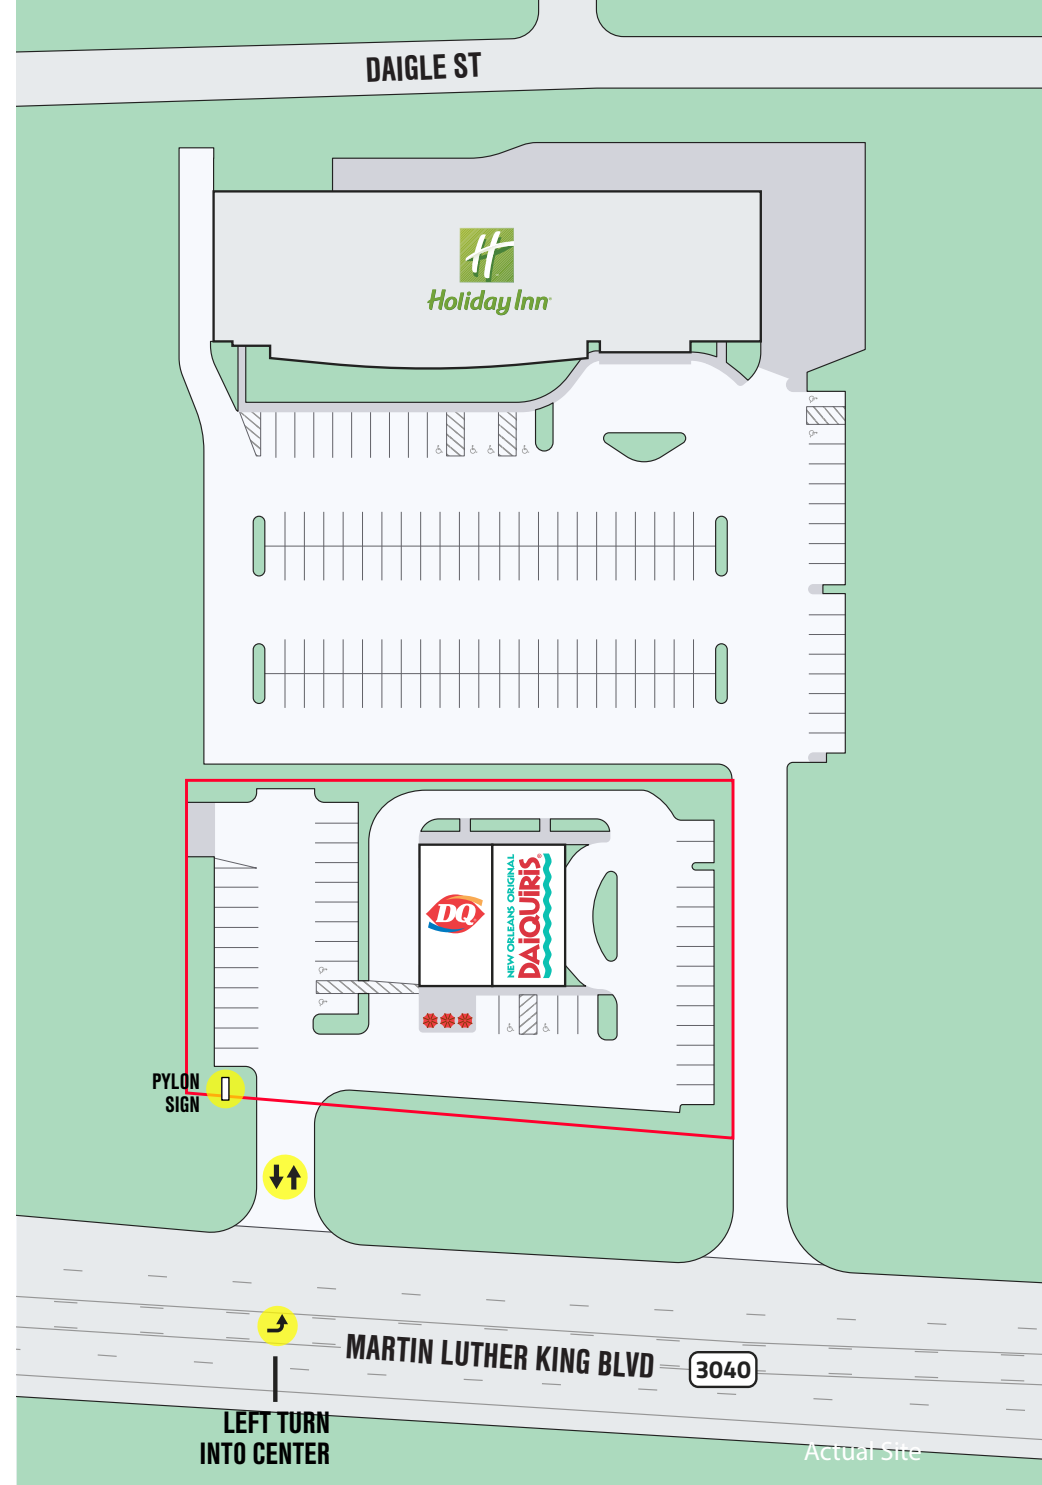 DAIGLE ST
H
Holiday Inn
DQ
NEW ORLEANS ORIGINAL
DAiQUiRiS®
PYLON
SIGN
MARTIN LUTHER KING BLVD
3040
LEFT TURN
INTO CENTER
Actual Site